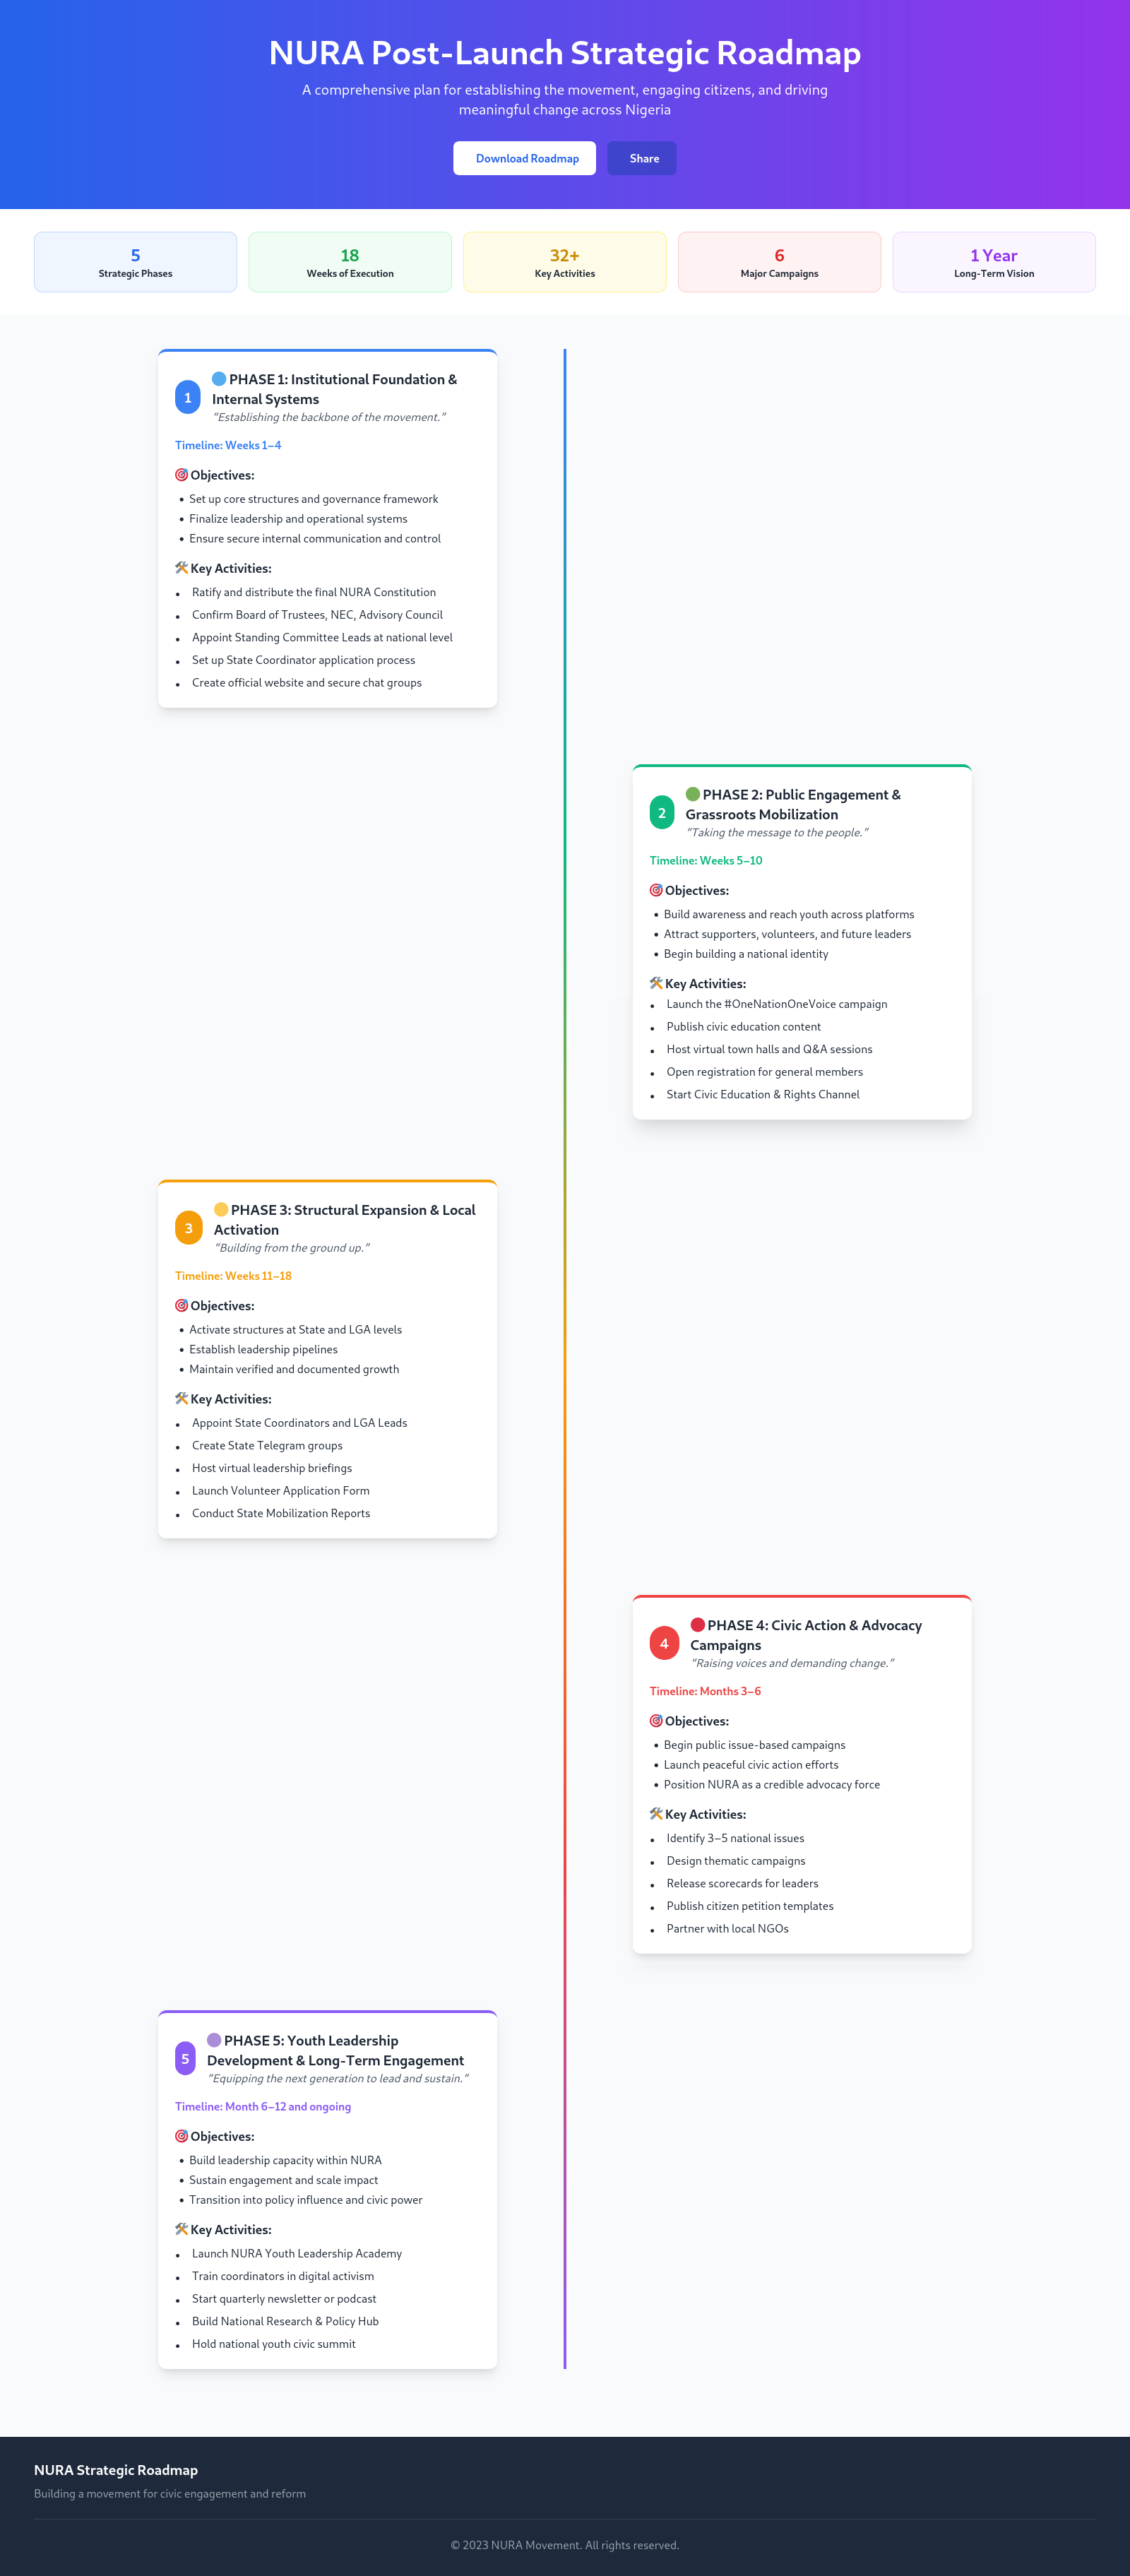 NURA Post-Launch Strategic Roadmap
A comprehensive plan for establishing the movement, engaging citizens, and driving
meaningful change across Nigeria
Download Roadmap
Share
5
Strategic Phases
18
Weeks of Execution
32+
Key Activities
6
Major Campaigns
1 Year
Long-Term Vision
1
PHASE 1: Institutional Foundation &
Internal Systems
"Establishing the backbone of the movement."
Timeline: Weeks 1–4
Objectives:
• Set up core structures and governance framework
• Finalize leadership and operational systems
• Ensure secure internal communication and control
Key Activities:
• Ratify and distribute the final NURA Constitution
• Confirm Board of Trustees, NEC, Advisory Council
• Appoint Standing Committee Leads at national level
• Set up State Coordinator application process
• Create official website and secure chat groups
2
PHASE 2: Public Engagement &
Grassroots Mobilization
"Taking the message to the people."
Timeline: Weeks 5–10
Objectives:
• Build awareness and reach youth across platforms
• Attract supporters, volunteers, and future leaders
• Begin building a national identity
Key Activities:
• Launch the #OneNationOneVoice campaign
• Publish civic education content
• Host virtual town halls and Q&A sessions
• Open registration for general members
• Start Civic Education & Rights Channel
3
PHASE 3: Structural Expansion & Local
Activation
"Building from the ground up."
Timeline: Weeks 11–18
Objectives:
• Activate structures at State and LGA levels
• Establish leadership pipelines
• Maintain verified and documented growth
Key Activities:
• Appoint State Coordinators and LGA Leads
• Create State Telegram groups
• Host virtual leadership briefings
• Launch Volunteer Application Form
• Conduct State Mobilization Reports
4
PHASE 4: Civic Action & Advocacy
Campaigns
"Raising voices and demanding change."
Timeline: Months 3–6
Objectives:
• Begin public issue-based campaigns
• Launch peaceful civic action efforts
• Position NURA as a credible advocacy force
Key Activities:
• Identify 3–5 national issues
• Design thematic campaigns
• Release scorecards for leaders
• Publish citizen petition templates
• Partner with local NGOs
5
PHASE 5: Youth Leadership
Development & Long-Term Engagement
"Equipping the next generation to lead and sustain."
Timeline: Month 6–12 and ongoing
Objectives:
• Build leadership capacity within NURA
• Sustain engagement and scale impact
• Transition into policy influence and civic power
Key Activities:
• Launch NURA Youth Leadership Academy
• Train coordinators in digital activism
• Start quarterly newsletter or podcast
• Build National Research & Policy Hub
• Hold national youth civic summit
NURA Strategic Roadmap
Building a movement for civic engagement and reform
© 2023 NURA Movement. All rights reserved.